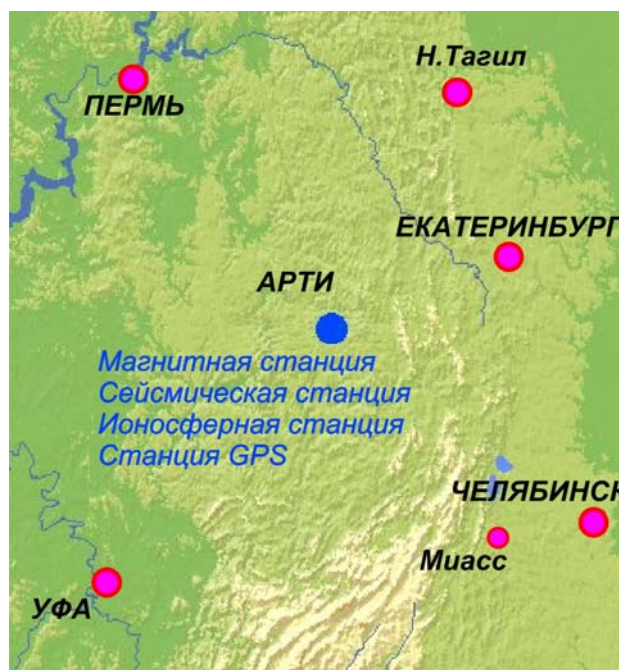 Н.Тагил
ПЕРМЬ
ЕКАТЕРИНБУРГ
АРТИ
Магнитная станция
Сейсмическая станция
Ионосферная станция
Станция GPS
ЧЕЛЯБИНСК
Миасс
УФА